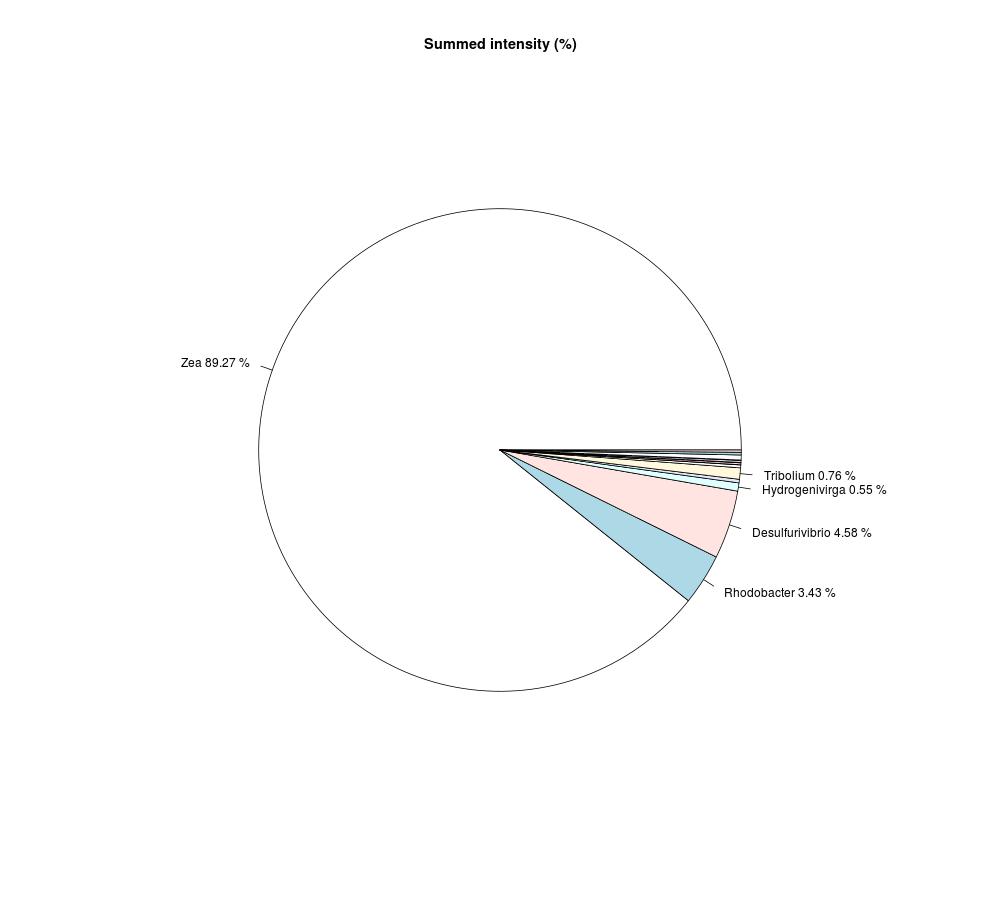 Summed intensity (%)
Zea 89.27 %
Tribolium 0.76 %
Hydrogenivirga 0.55 %
Desulfurivibrio 4.58 %
Rhodobacter 3.43 %